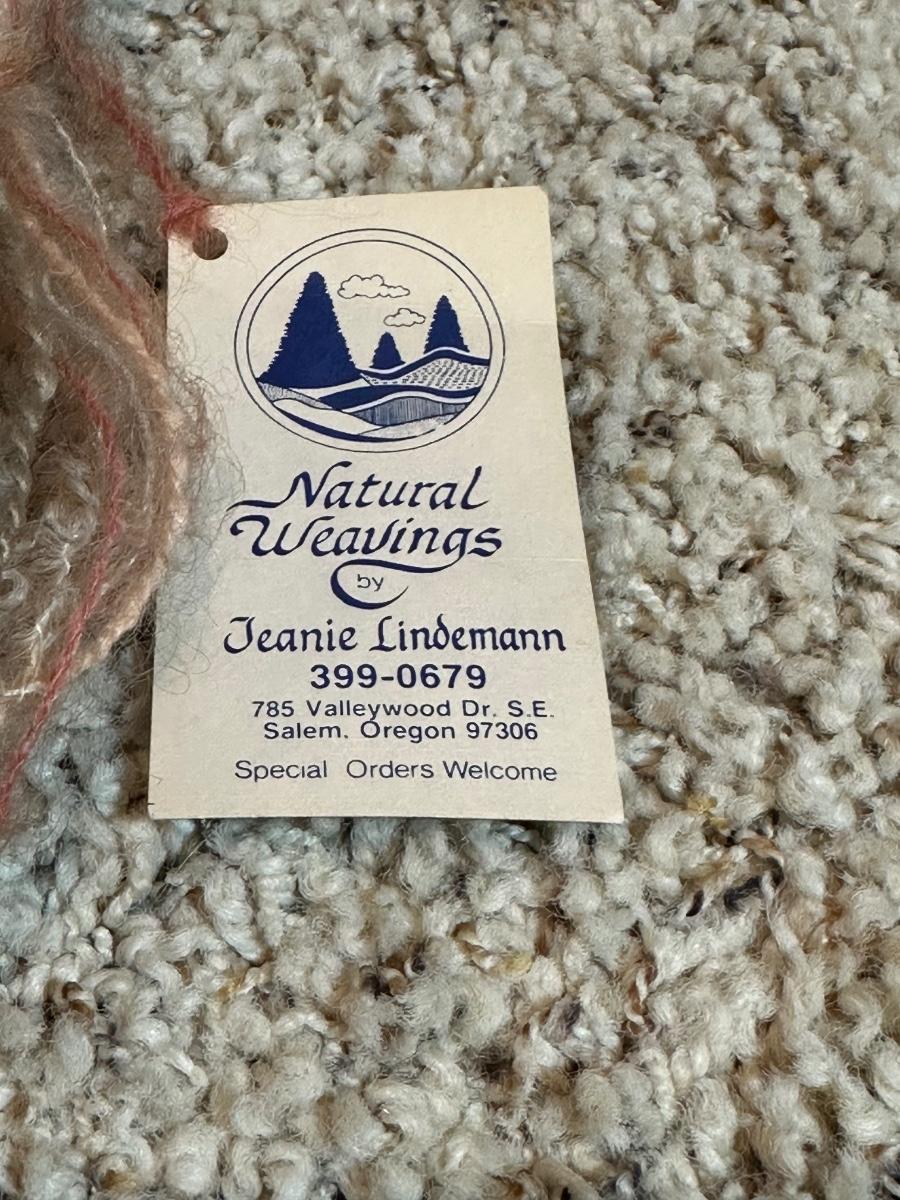 Natural
Weavings
by
Jeanie Lindemann
399-0679
785 Valleywood Dr. S.E.
Salem, Oregon 97306
Special Orders Welcome